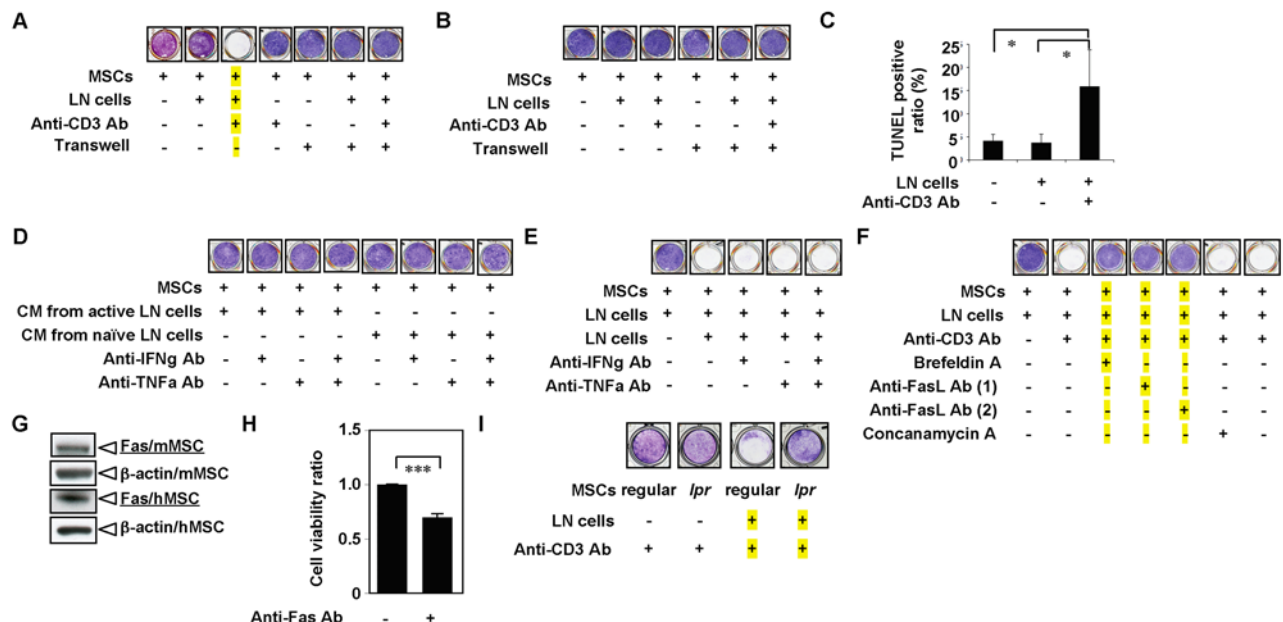 A
MSCs + + + + + + +
LN cells - + + - - + +
Anti-CD3 Ab - - + + - - +
Transwell - - - - + + +
B
MSCs + + + + + +
LN cells - + + - + +
Anti-CD3 Ab - - + - - +
Transwell - - - + + +
C
TUNEL positive
ratio (%)
25
20
15
10
5
0
* *
LN cells - + +
Anti-CD3 Ab - - +
D
MSCs + + + + + + + +
CM from active LN cells + + + + - - - -
CM from naïve LN cells - - - - + + + +
Anti-IFNg Ab - + - + - + - +
Anti-TNFa Ab - - + + - - + +
E
MSCs + + + + +
LN cells + + + + +
LN cells - + + + +
Anti-IFNg Ab - - + - +
Anti-TNFa Ab - - - + +
F
MSCs + + + + + + +
LN cells + + + + + + +
Anti-CD3 Ab - + + + + + +
Brefeldin A - - + - - - -
Anti-FasL Ab (1) - - - + - - -
Anti-FasL Ab (2) - - - - + - -
Concanamycin A - - - - - + -
G
Fas/mMSC
β-actin/mMSC
Fas/hMSC
β-actin/hMSC
H
Cell viability ratio
1.5
1.0
0.5
0
***
Anti-Fas Ab - +
I
MSCs regular lpr regular lpr
LN cells - - + +
Anti-CD3 Ab + + + +